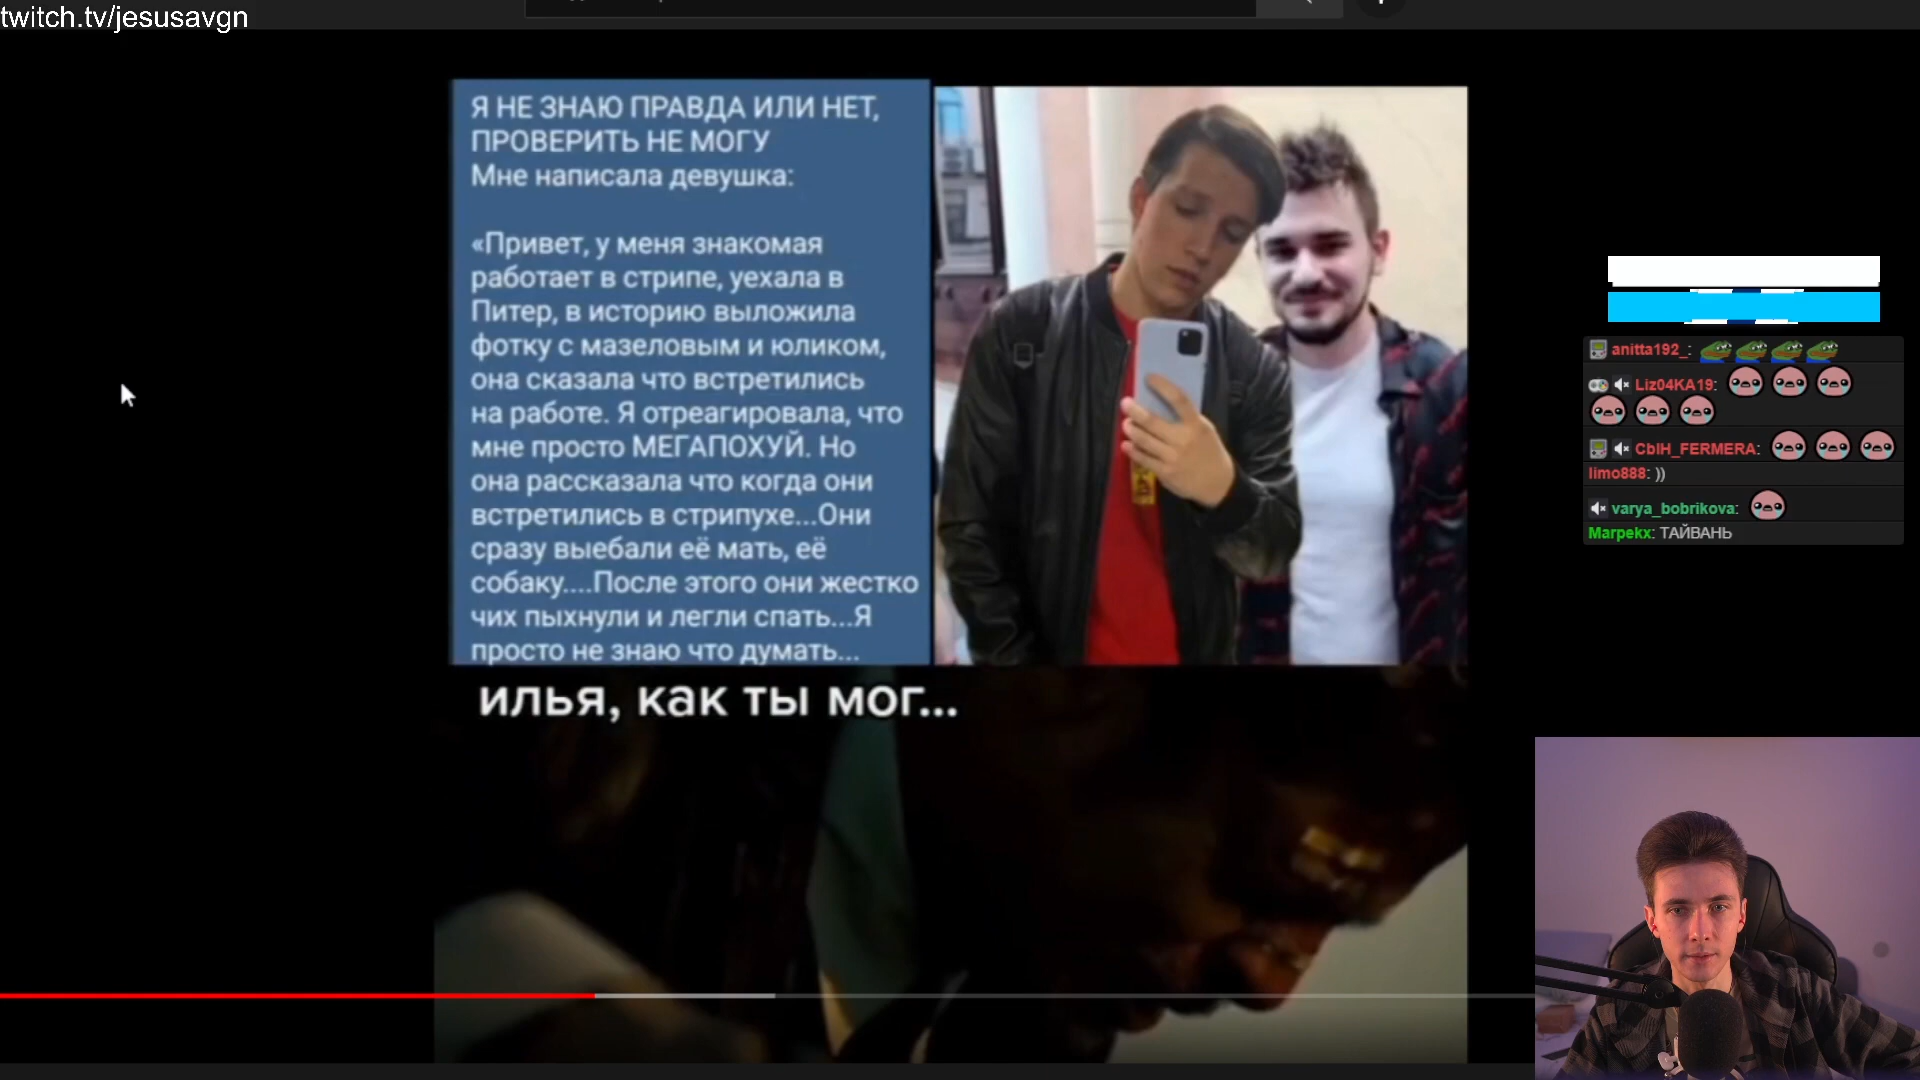 twitch.tv/jesusavgn
Я НЕ ЗНАЮ ПРАВДА ИЛИ НЕТ,
ПРОВЕРИТЬ НЕ МОГУ
Мне написала девушка:
«Привет, у меня знакомая
работает в стрипе, уехала в
Питер, в историю выложила
фотку с мазеловым и юликом,
она сказала что встретились
на работе. Я отреагировала, что
мне просто МЕГАПОХУЙ. Но
она рассказала что когда они
встретились в стрипухе...Они
сразу выебали её мать, её
собаку....После этого они жестко
чих пыхнули и легли спать...Я
просто не знаю что думать...
илья, как ты мог...
anitta192_:
Liz04KA19:
CbIH_FERMERA:
limo888: ))
varya_bobrikova:
Marpekx: ТАЙВАНЬ